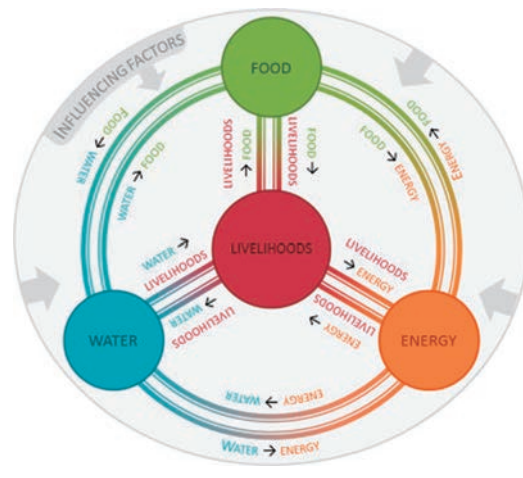 INFLUENCING FACTORS
FOOD
FOOD → WATER
WATER → FOOD
LIVELIHOODS → FOOD
FOOD → LIVELIHOODS
FOOD → ENERGY
ENERGY → FOOD
LIVELIHOODS
WATER → LIVELIHOODS
LIVELIHOODS → WATER
LIVELIHOODS → ENERGY
ENERGY → LIVELIHOODS
WATER
ENERGY
ENERGY → WATER
WATER → ENERGY